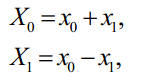 X₀ = x₀ + x₁,
X₁ = x₀ − x₁,